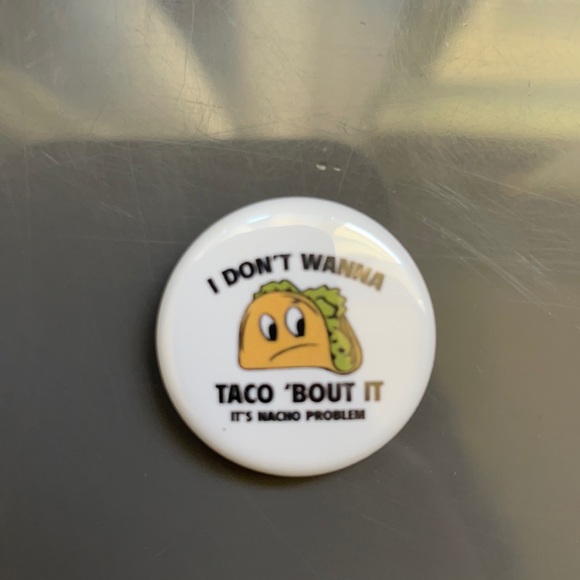 I DON'T WANNA
TACO 'BOUT IT
IT'S NACHO PROBLEM